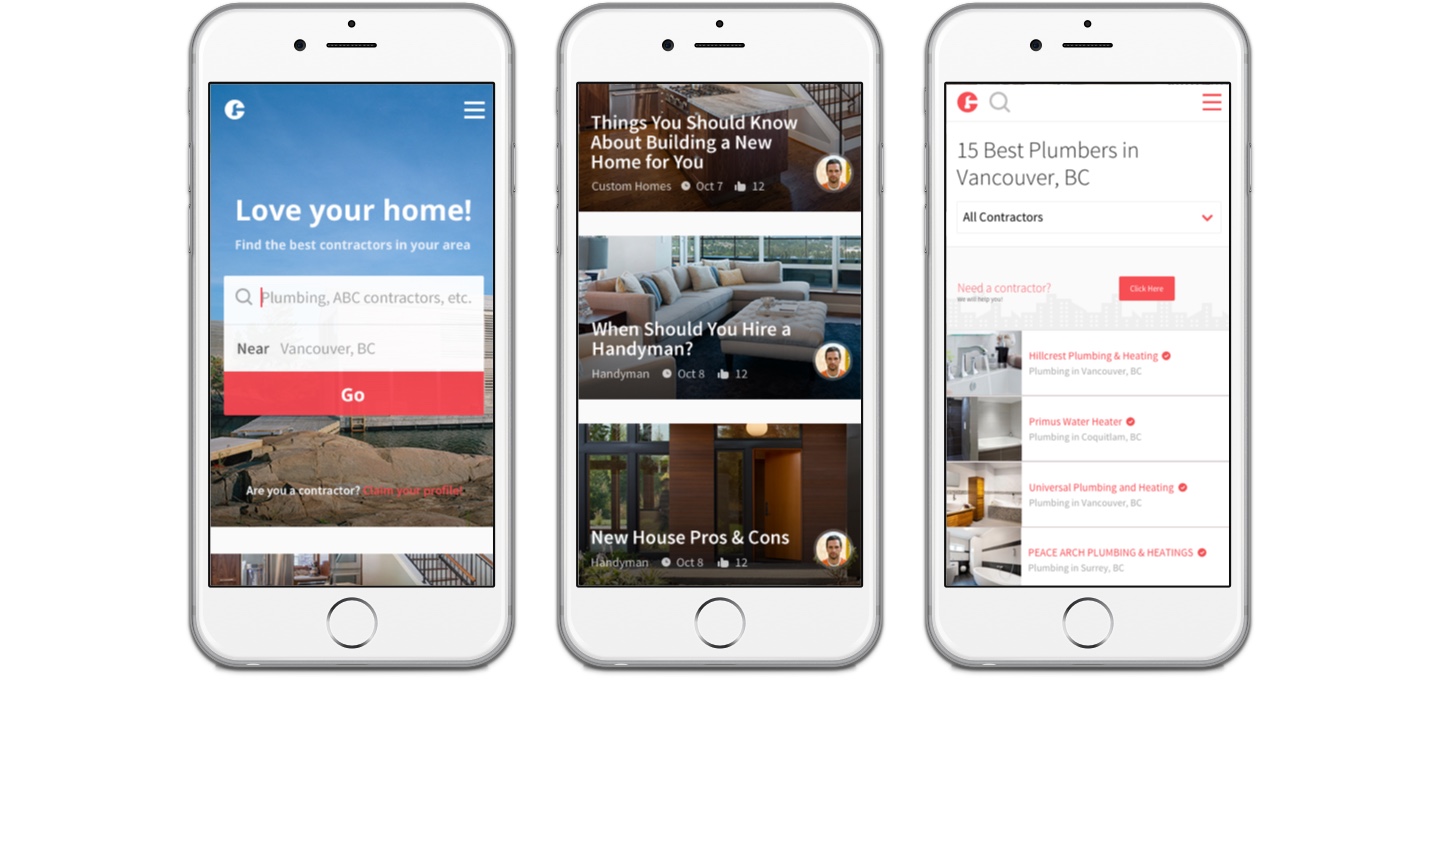 Love your home!
Find the best contractors in your area
Plumbing, ABC contractors, etc.
Near Vancouver, BC
Go
Are you a contractor? Claim your profile!
Things You Should Know
About Building a New
Home for You
Custom Homes Oct 7 12
When Should You Hire a
Handyman?
Handyman Oct 8 12
New House Pros & Cons
Handyman Oct 8 12
15 Best Plumbers in
Vancouver, BC
All Contractors
Need a contractor?
We will help you!
Click Here
Hillcrest Plumbing & Heating
Plumbing in Vancouver, BC
Primus Water Heater
Plumbing in Coquitlam, BC
Universal Plumbing and Heating
Plumbing in Vancouver, BC
PEACE ARCH PLUMBING & HEATINGS
Plumbing in Surrey, BC